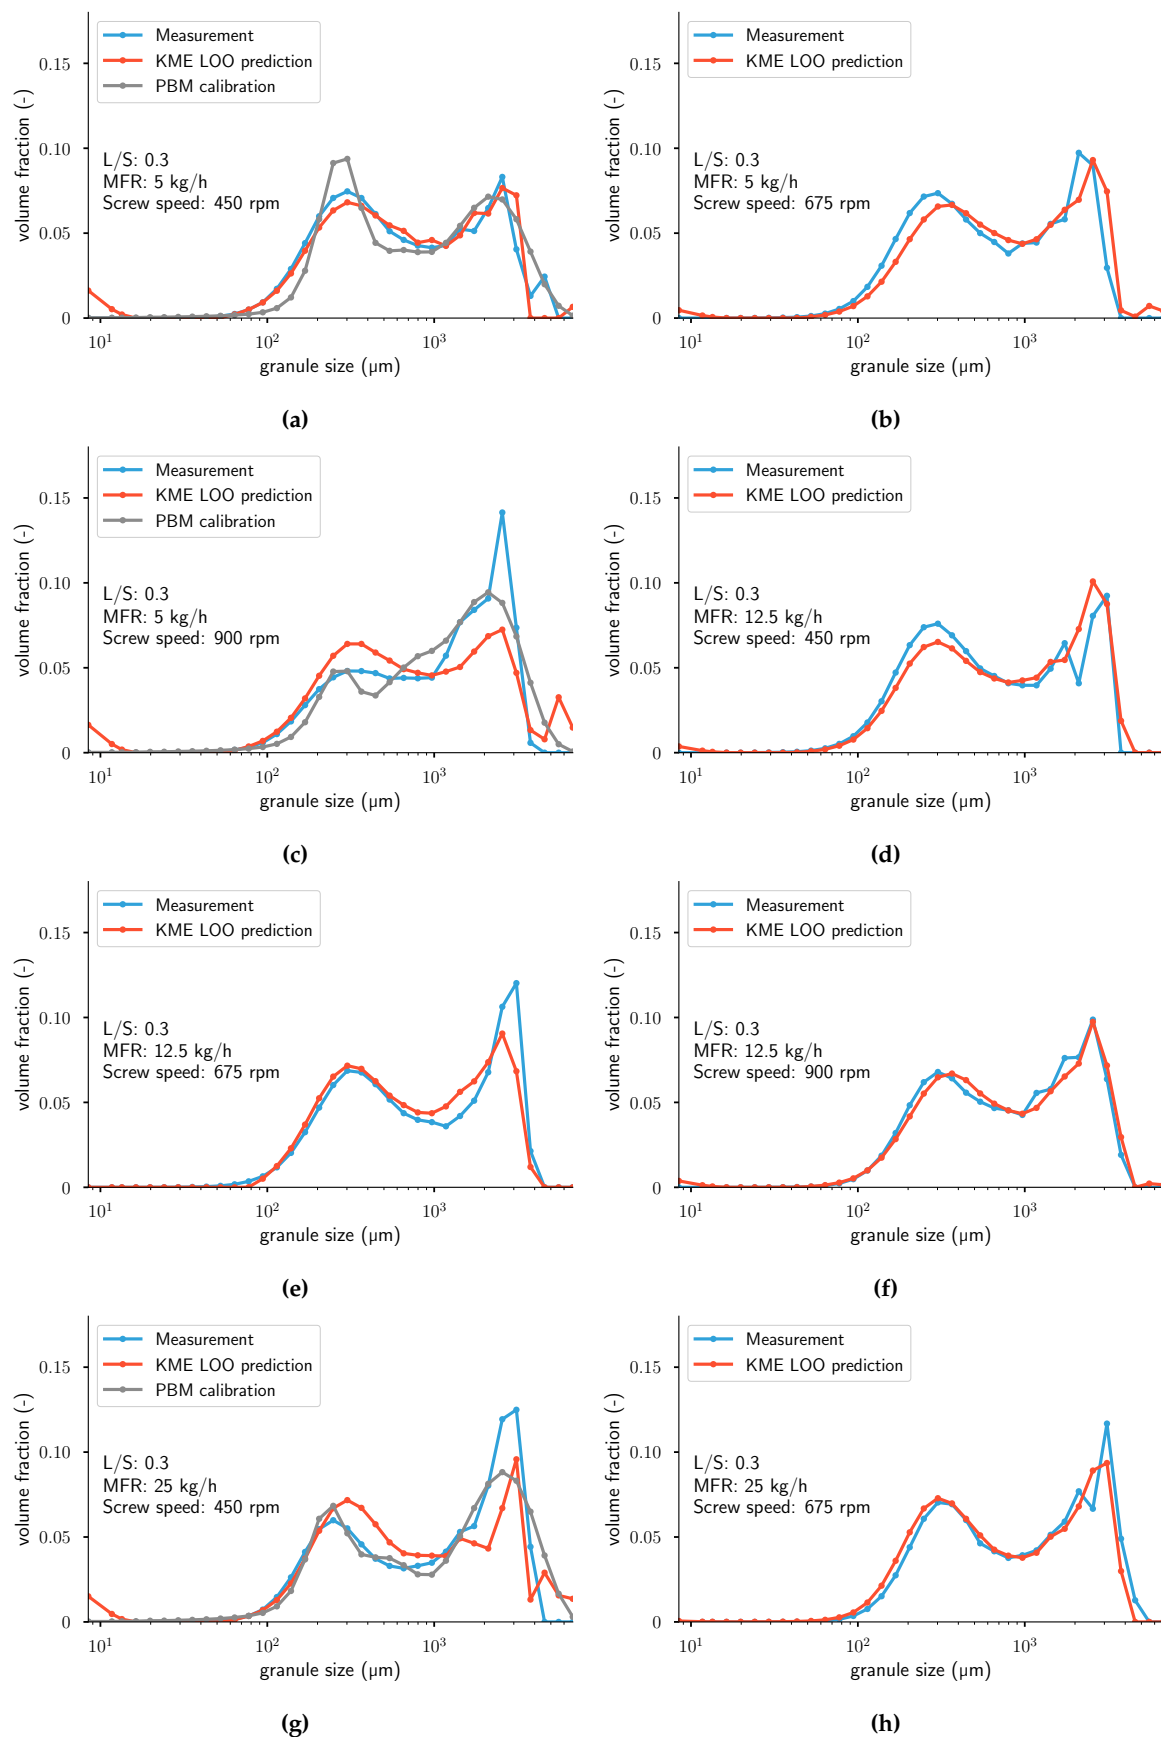 Measurement
KME LOO prediction
PBM calibration
L/S: 0.3
MFR: 5 kg/h
Screw speed: 450 rpm
volume fraction (-)
0.15
0.10
0.05
0
10¹ 10² 10³
granule size (µm)
(a)
Measurement
KME LOO prediction
L/S: 0.3
MFR: 5 kg/h
Screw speed: 675 rpm
volume fraction (-)
0.15
0.10
0.05
0
10¹ 10² 10³
granule size (µm)
(b)
Measurement
KME LOO prediction
PBM calibration
L/S: 0.3
MFR: 5 kg/h
Screw speed: 900 rpm
volume fraction (-)
0.15
0.10
0.05
0
10¹ 10² 10³
granule size (µm)
(c)
Measurement
KME LOO prediction
L/S: 0.3
MFR: 12.5 kg/h
Screw speed: 450 rpm
volume fraction (-)
0.15
0.10
0.05
0
10¹ 10² 10³
granule size (µm)
(d)
Measurement
KME LOO prediction
L/S: 0.3
MFR: 12.5 kg/h
Screw speed: 675 rpm
volume fraction (-)
0.15
0.10
0.05
0
10¹ 10² 10³
granule size (µm)
(e)
Measurement
KME LOO prediction
L/S: 0.3
MFR: 12.5 kg/h
Screw speed: 900 rpm
volume fraction (-)
0.15
0.10
0.05
0
10¹ 10² 10³
granule size (µm)
(f)
Measurement
KME LOO prediction
PBM calibration
L/S: 0.3
MFR: 25 kg/h
Screw speed: 450 rpm
volume fraction (-)
0.15
0.10
0.05
0
10¹ 10² 10³
granule size (µm)
(g)
Measurement
KME LOO prediction
L/S: 0.3
MFR: 25 kg/h
Screw speed: 675 rpm
volume fraction (-)
0.15
0.10
0.05
0
10¹ 10² 10³
granule size (µm)
(h)